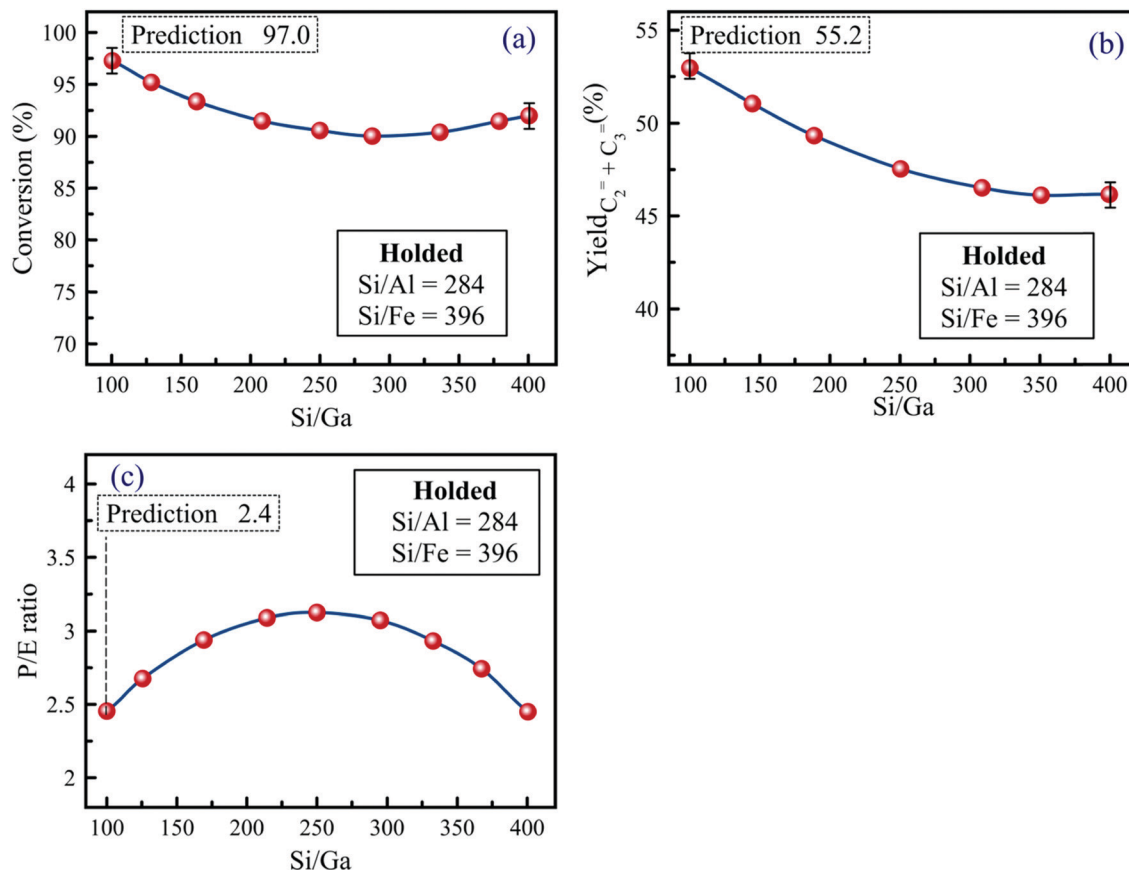 Prediction 97.0
(a)
100
95
90
85
80
75
70
Conversion (%)
Holded
Si/Al = 284
Si/Fe = 396
100 150 200 250 300 350 400
Si/Ga
Prediction 55.2
(b)
55
51
47
43
39
Yield C₂⁼ + C₃⁼(%)
Holded
Si/Al = 284
Si/Fe = 396
100 150 200 250 300 350 400
Si/Ga
(c)
Prediction 2.4
4
3.5
3
2.5
2
P/E ratio
Holded
Si/Al = 284
Si/Fe = 396
100 150 200 250 300 350 400
Si/Ga